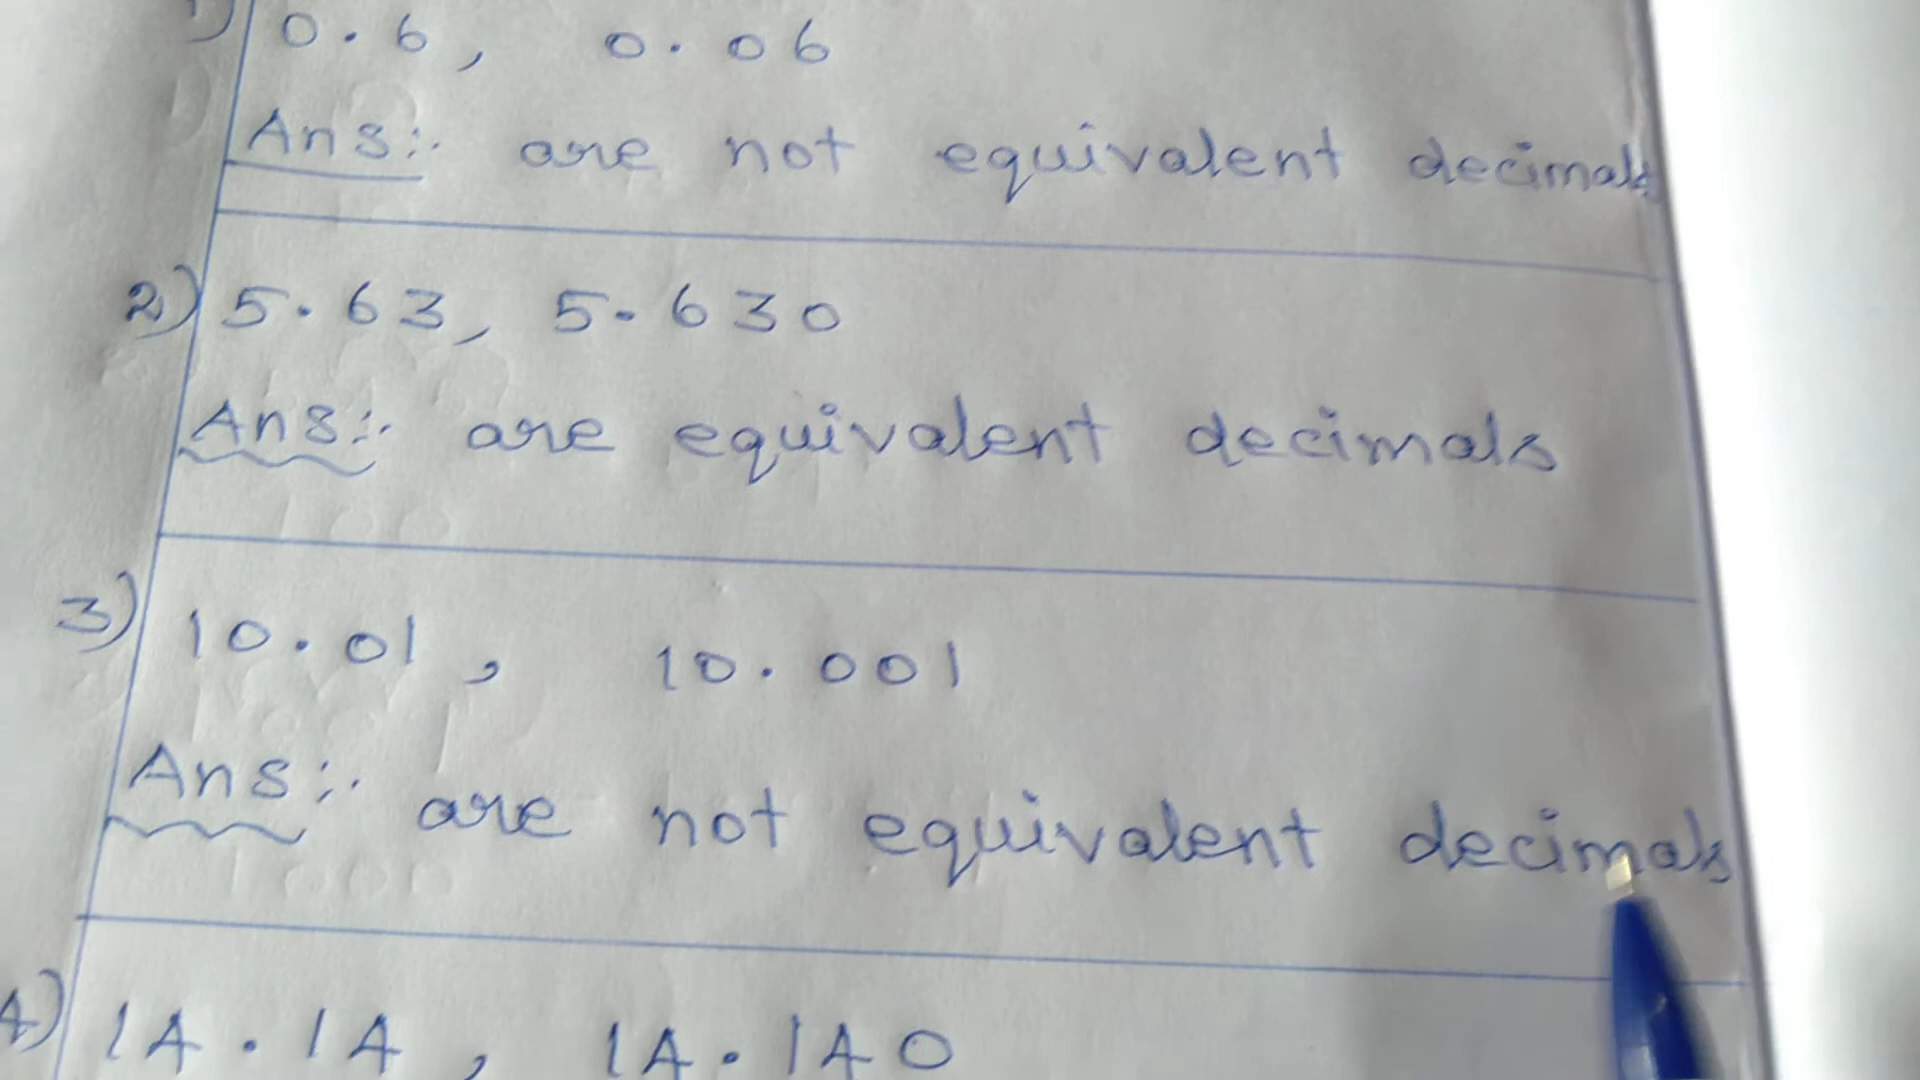 1) 0.6, 0.06
Ans:. are not equivalent decimals
2) 5.63, 5.630
Ans:. are equivalent decimals
3) 10.01, 10.001
Ans:. are not equivalent decimals
4) 14.14, 14.140